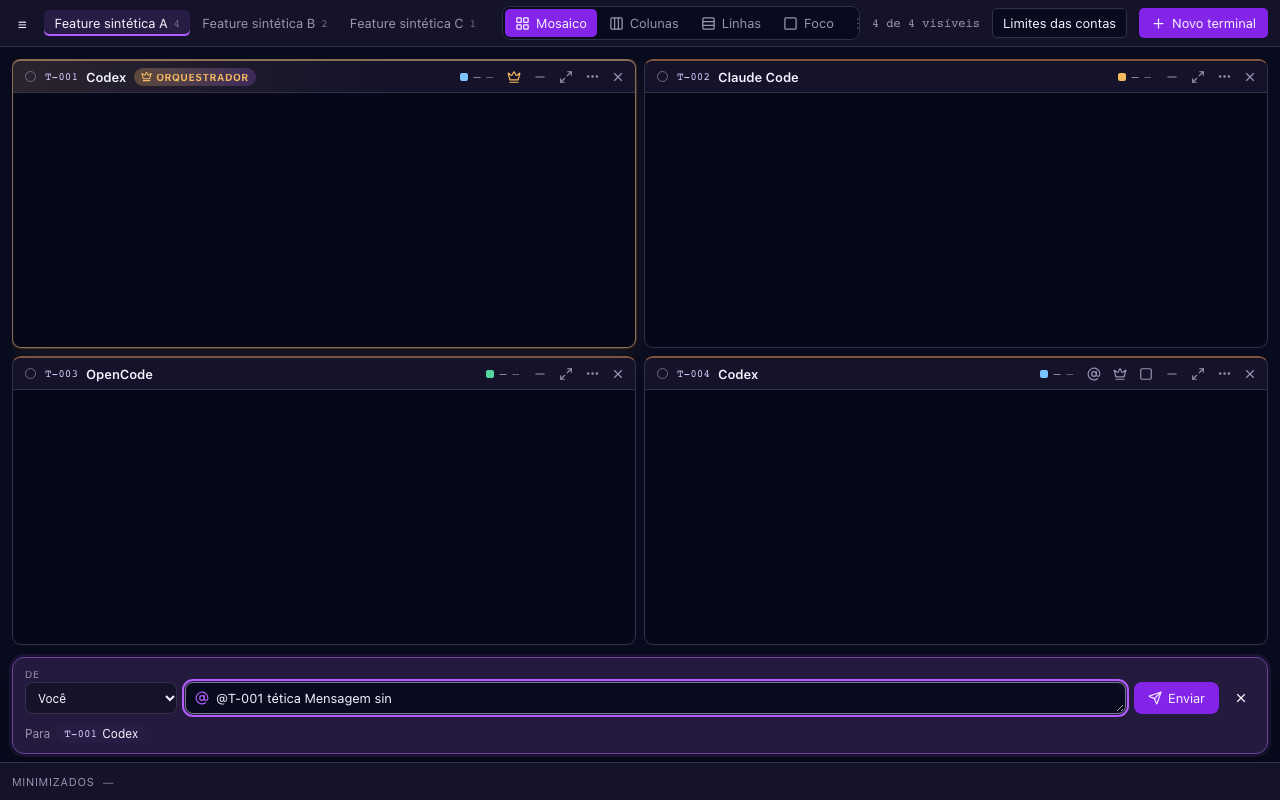 ≡ Feature sintética A 4 Feature sintética B 2 Feature sintética C 1 Mosaico Colunas Linhas Foco 4 de 4 visíveis Limites das contas + Novo terminal
T-001 Codex ORQUESTRADOR — —
T-002 Claude Code — —
T-003 OpenCode — —
T-004 Codex — — @
DE
Você @ @T-001 tética Mensagem sin Enviar
Para T-001 Codex
MINIMIZADOS —